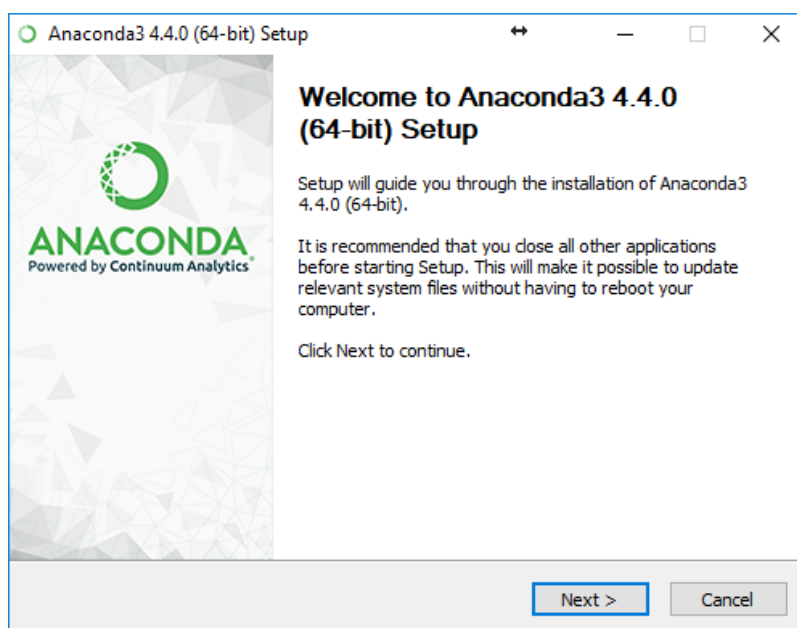 Anaconda3 4.4.0 (64-bit) Setup
Welcome to Anaconda3 4.4.0
(64-bit) Setup
Setup will guide you through the installation of Anaconda3
4.4.0 (64-bit).
It is recommended that you close all other applications
before starting Setup. This will make it possible to update
relevant system files without having to reboot your
computer.
Click Next to continue.
ANACONDA
Powered by Continuum Analytics
Next >
Cancel